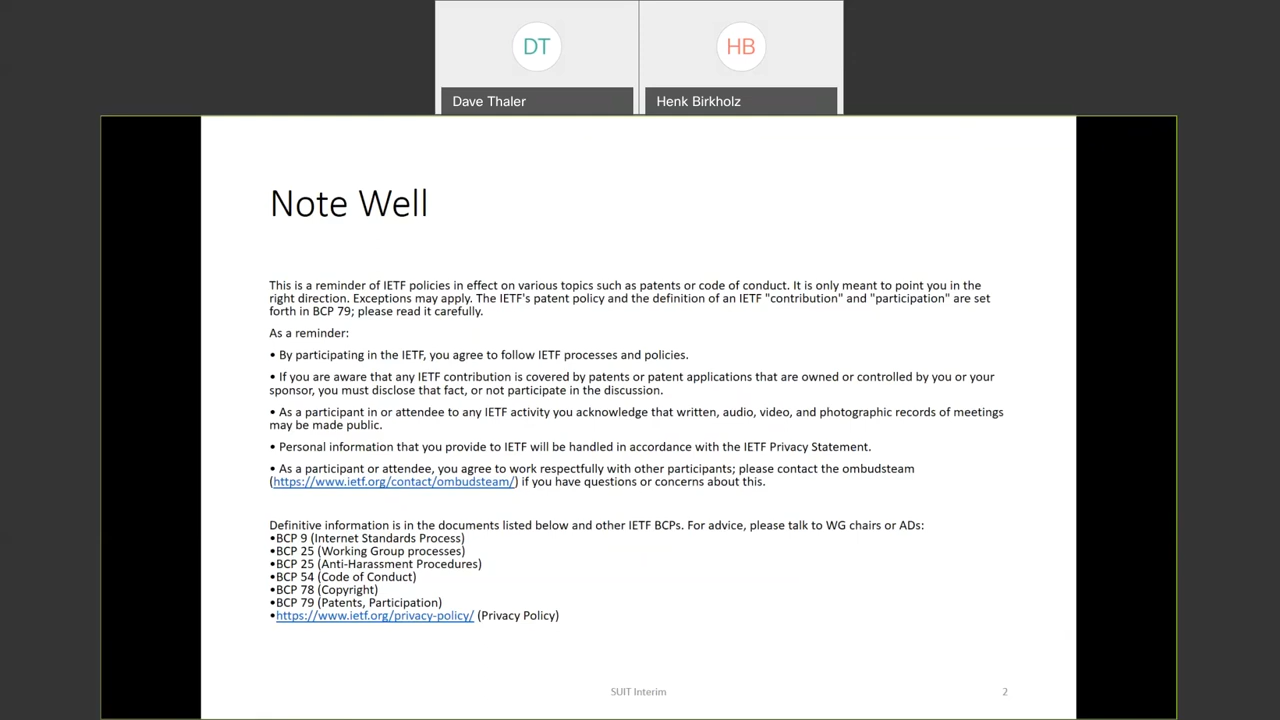 DT
HB
Dave Thaler
Henk Birkholz
Note Well
This is a reminder of IETF policies in effect on various topics such as patents or code of conduct. It is only meant to point you in the
right direction. Exceptions may apply. The IETF's patent policy and the definition of an IETF "contribution" and "participation" are set
forth in BCP 79; please read it carefully.
As a reminder:
• By participating in the IETF, you agree to follow IETF processes and policies.
• If you are aware that any IETF contribution is covered by patents or patent applications that are owned or controlled by you or your
sponsor, you must disclose that fact, or not participate in the discussion.
• As a participant in or attendee to any IETF activity you acknowledge that written, audio, video, and photographic records of meetings
may be made public.
• Personal information that you provide to IETF will be handled in accordance with the IETF Privacy Statement.
• As a participant or attendee, you agree to work respectfully with other participants; please contact the ombudsteam
(https://www.ietf.org/contact/ombudsteam/) if you have questions or concerns about this.
Definitive information is in the documents listed below and other IETF BCPs. For advice, please talk to WG chairs or ADs:
•BCP 9 (Internet Standards Process)
•BCP 25 (Working Group processes)
•BCP 25 (Anti-Harassment Procedures)
•BCP 54 (Code of Conduct)
•BCP 78 (Copyright)
•BCP 79 (Patents, Participation)
•https://www.ietf.org/privacy-policy/ (Privacy Policy)
SUIT Interim
2